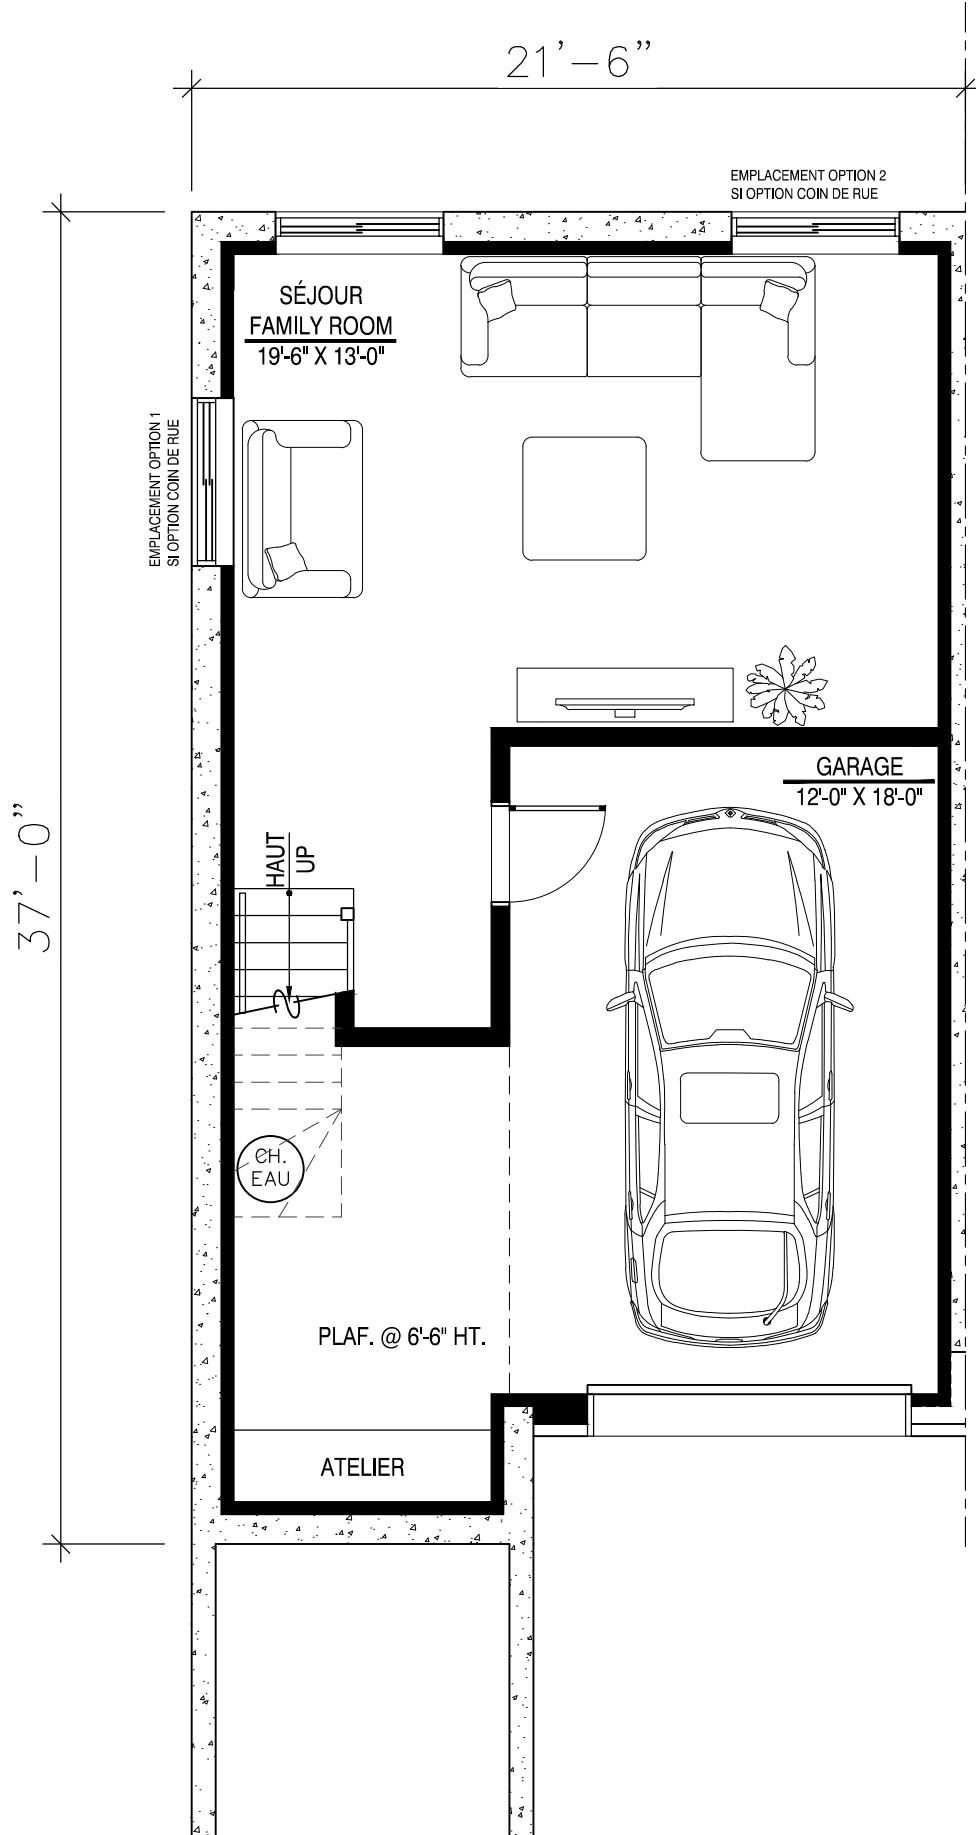 21'-6"
EMPLACEMENT OPTION 2
SI OPTION COIN DE RUE
SÉJOUR
FAMILY ROOM
19'-6" X 13'-0"
EMPLACEMENT OPTION 1
SI OPTION COIN DE RUE
GARAGE
12'-0" X 18'-0"
37'-0"
HAUT
UP
CH.
EAU
PLAF. @ 6'-6" HT.
ATELIER